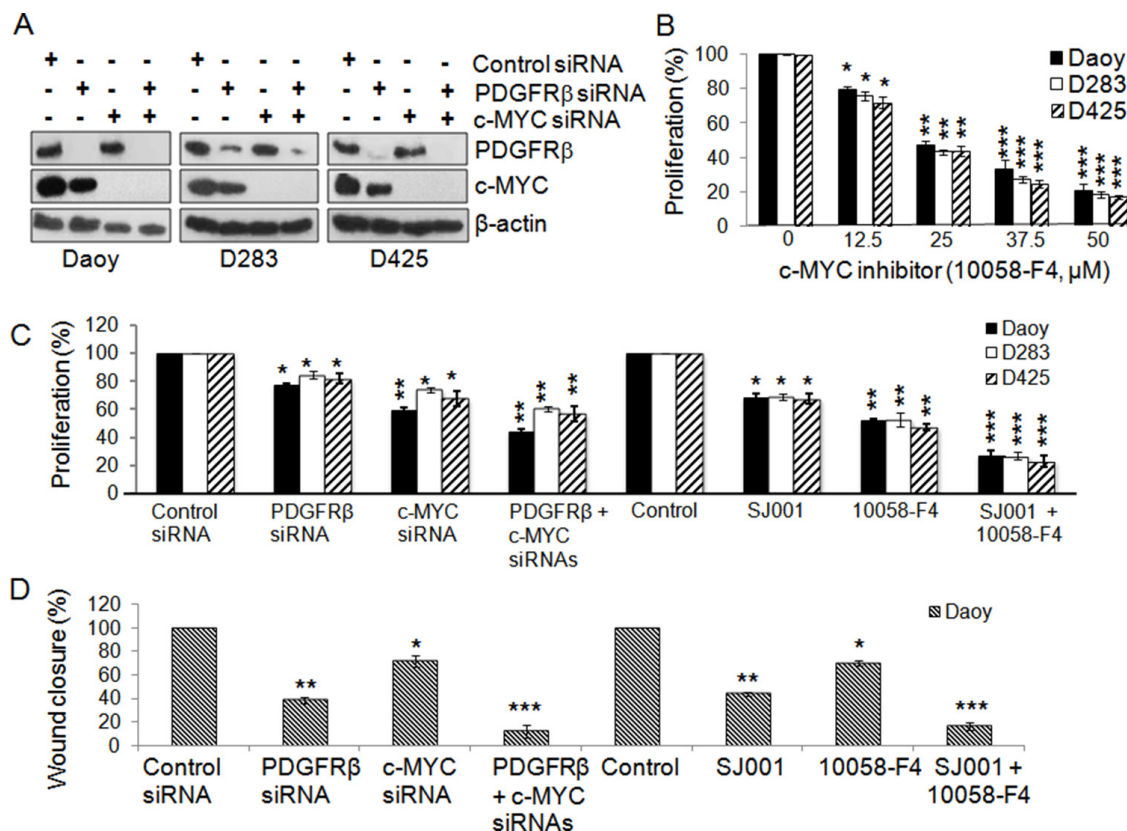 A
+ - - - + - - - + - - - Control siRNA
- + - + - + - + - + - + PDGFRβ siRNA
- - + + - - + + - - + + c-MYC siRNA
PDGFRβ
c-MYC
β-actin
Daoy D283 D425
B
Proliferation (%)
100
80
60
40
20
0
* * *
** ** **
*** *** ***
*** *** ***
Daoy
D283
D425
0 12.5 25 37.5 50
c-MYC inhibitor (10058-F4, μM)
C
Proliferation (%)
120
100
80
60
40
20
0
* * *
** * *
** ** **
* * *
** ** **
*** *** ***
Daoy
D283
D425
Control siRNA
PDGFRβ siRNA
c-MYC siRNA
PDGFRβ + c-MYC siRNAs
Control
SJ001
10058-F4
SJ001 + 10058-F4
D
Wound closure (%)
120
100
80
60
40
20
0
** * *** ** * ***
Daoy
Control siRNA
PDGFRβ siRNA
c-MYC siRNA
PDGFRβ + c-MYC siRNAs
Control
SJ001
10058-F4
SJ001 + 10058-F4